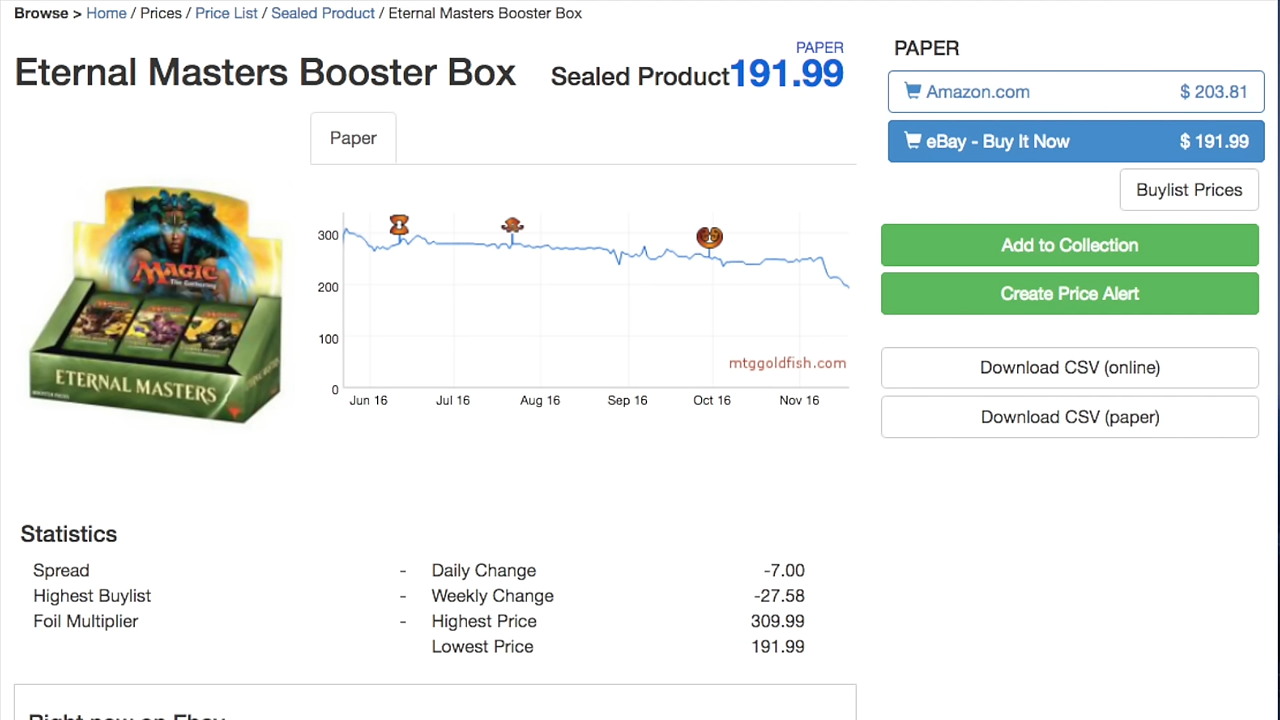 Browse > Home / Prices / Price List / Sealed Product / Eternal Masters Booster Box
Eternal Masters Booster Box
Sealed Product
PAPER
191.99
PAPER
Amazon.com $ 203.81
eBay - Buy It Now $ 191.99
Buylist Prices
Add to Collection
Create Price Alert
Download CSV (online)
Download CSV (paper)
Paper
MAGIC
The Gathering
ETERNAL MASTERS
300
200
100
0
mtggoldfish.com
Jun 16 Jul 16 Aug 16 Sep 16 Oct 16 Nov 16
Statistics
Spread - Daily Change -7.00
Highest Buylist - Weekly Change -27.58
Foil Multiplier - Highest Price 309.99
Lowest Price 191.99
Right now on Ebay